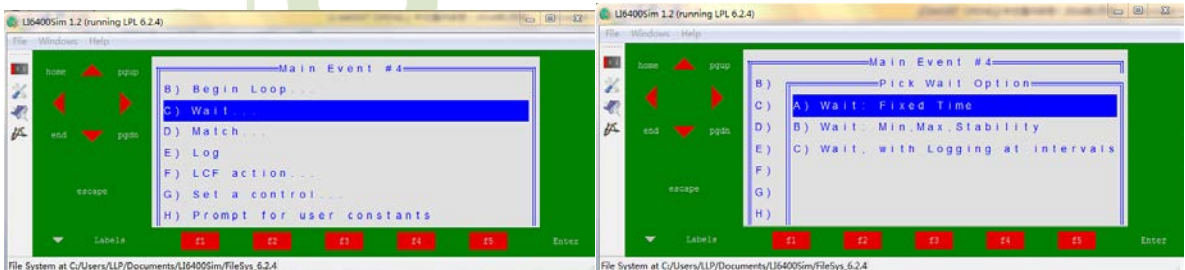 LI6400Sim 1.2 (running LPL 6.2.4)
File Windows Help
home pgup
end pgdn
escape
Labels
Main Event #4
B) Begin Loop...
C) Wait...
D) Match...
E) Log
F) LCF action...
G) Set a control...
H) Prompt for user constants
f1 f2 f3 f4 f5 Enter
File System at C:/Users/LLP/Documents/LI6400Sim/FileSys_6.2.4
LI6400Sim 1.2 (running LPL 6.2.4)
File Windows Help
home pgup
end pgdn
escape
Labels
Main Event #4
B)
C)
D)
E)
F)
G)
H)
Pick Wait Option
A) Wait: Fixed Time
B) Wait: Min,Max,Stability
C) Wait, with Logging at intervals
f1 f2 f3 f4 f5 Enter
File System at C:/Users/LLP/Documents/LI6400Sim/FileSys_6.2.4